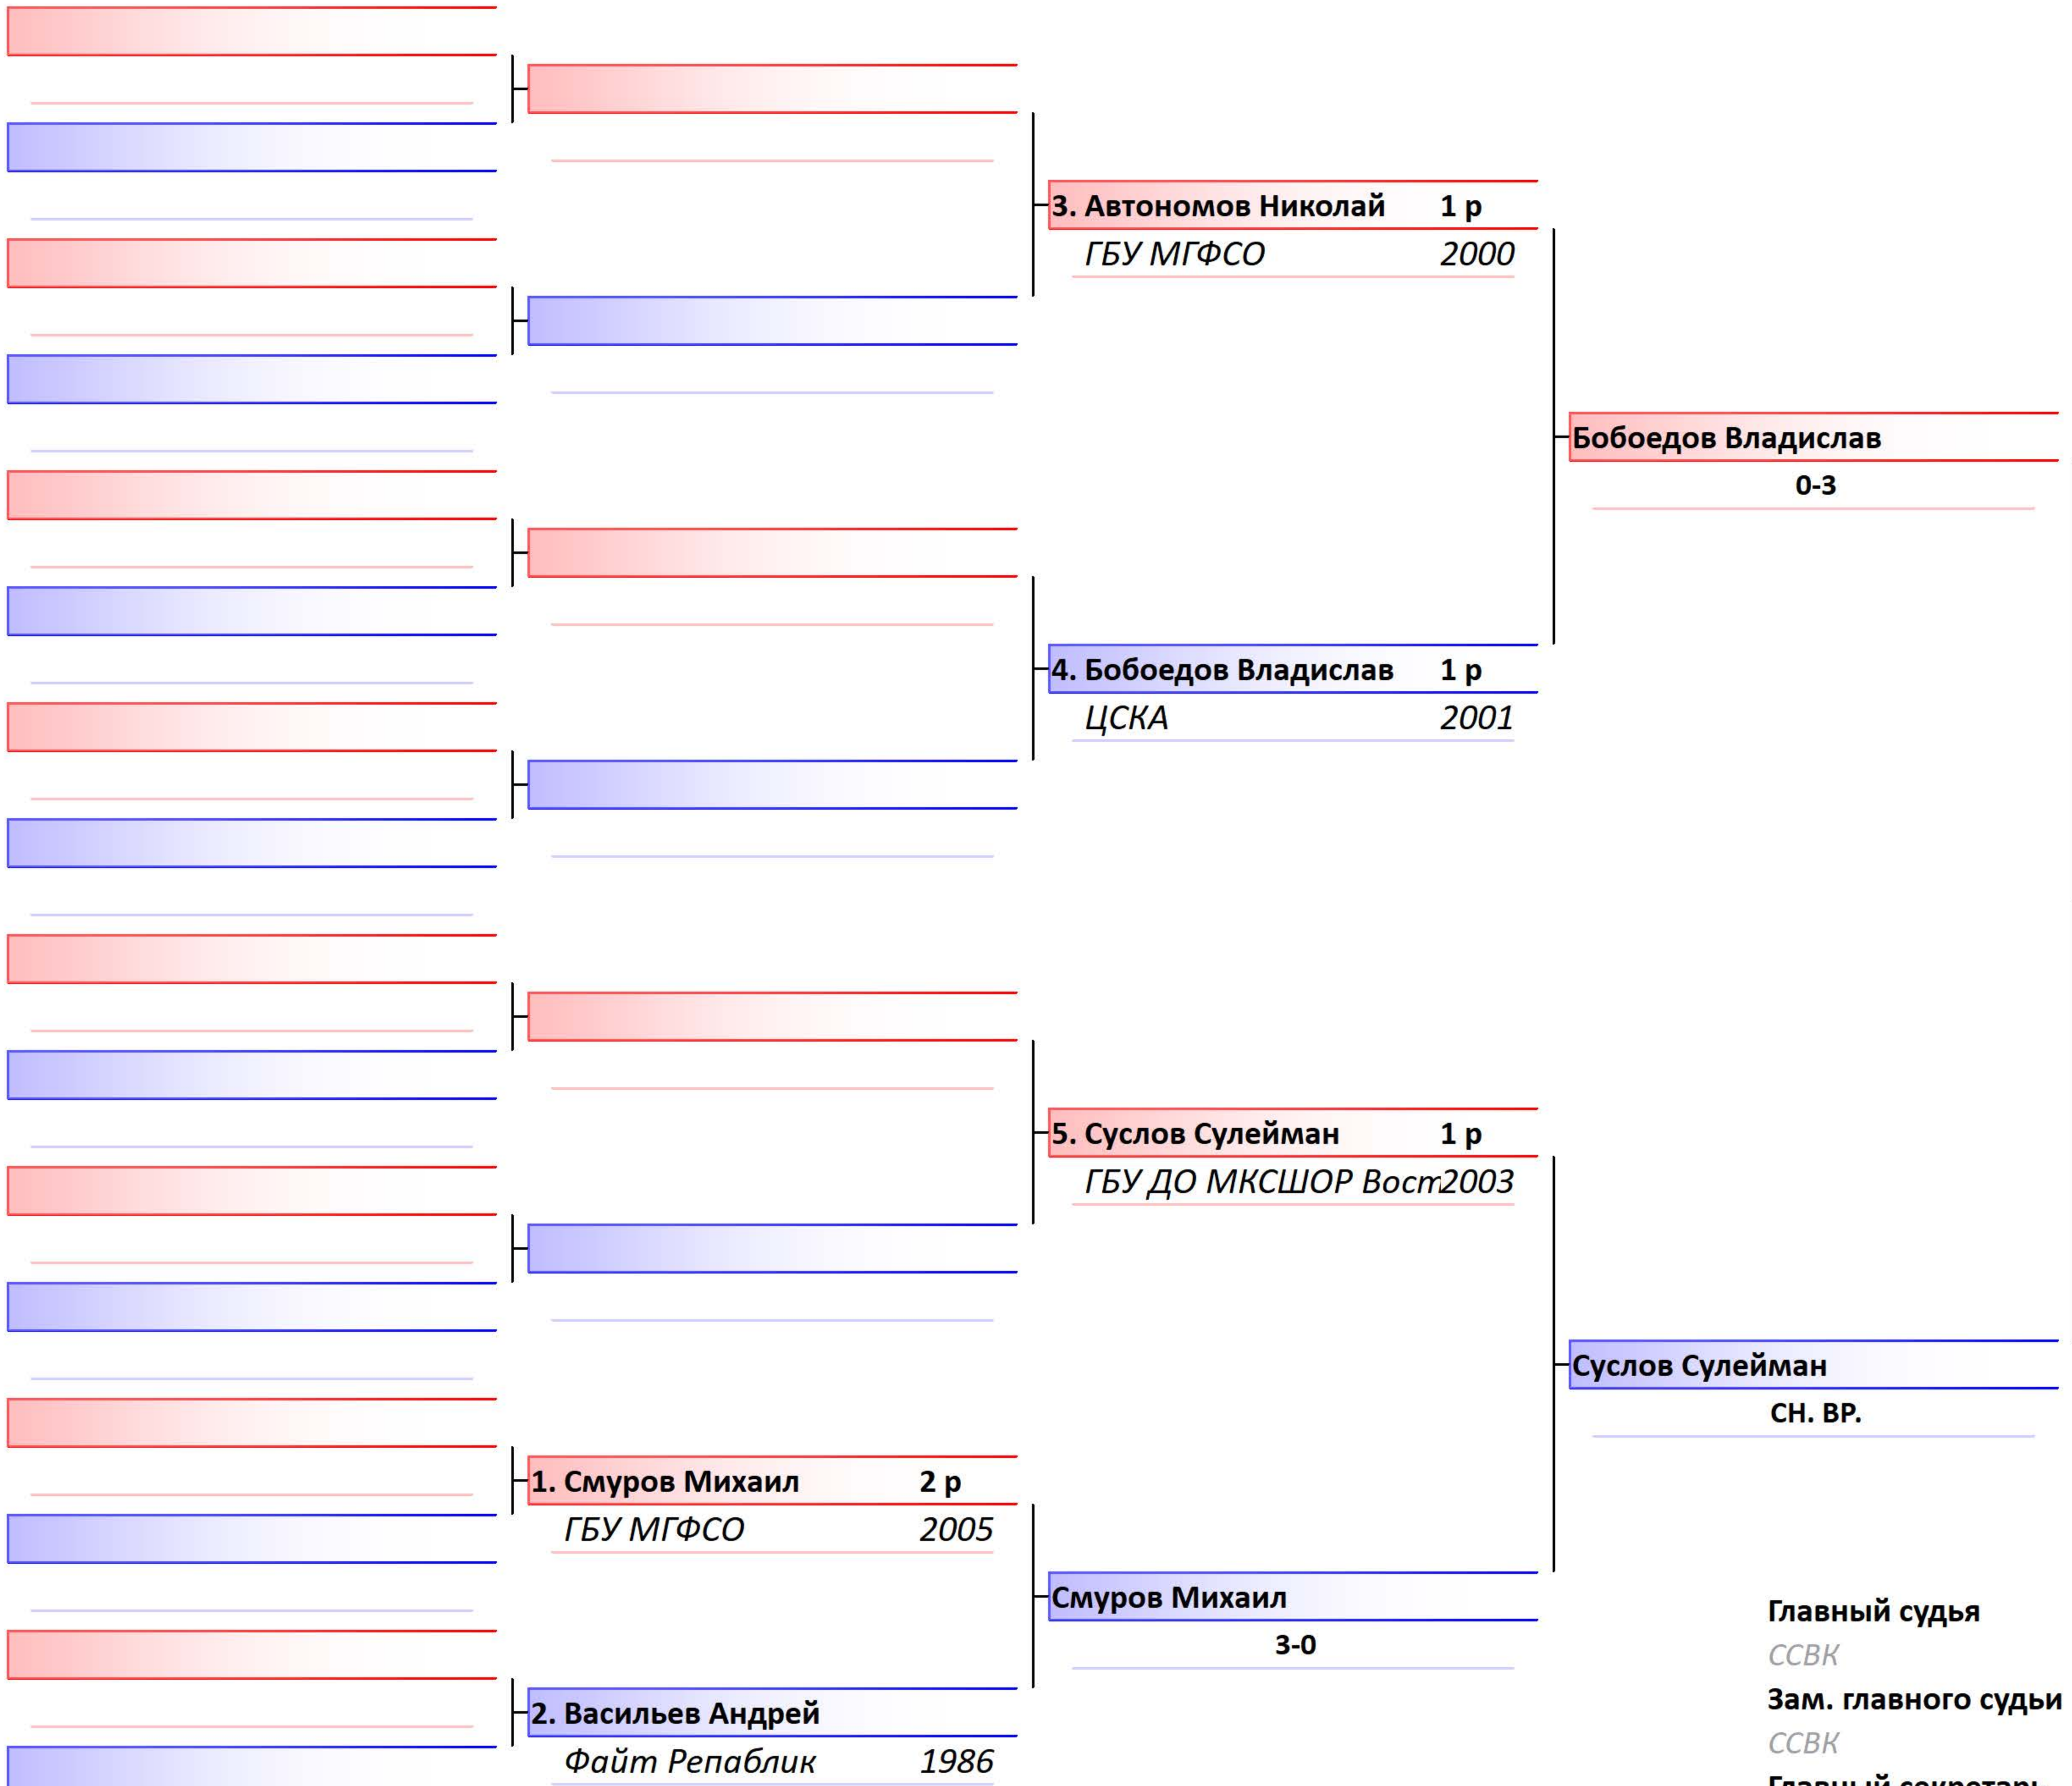 3. Автономов Николай 1 р
ГБУ МГФСО 2000
Бобоедов Владислав
0-3
4. Бобоедов Владислав 1 р
ЦСКА 2001
5. Суслов Сулейман 1 р
ГБУ ДО МКСШОР Вост2003
Суслов Сулейман
СН. ВР.
1. Смуров Михаил 2 р
ГБУ МГФСО 2005
Смуров Михаил
3-0
2. Васильев Андрей
Файт Репаблик 1986
Главный судья
ССВК
Зам. главного судьи
ССВК
Главный секретарь